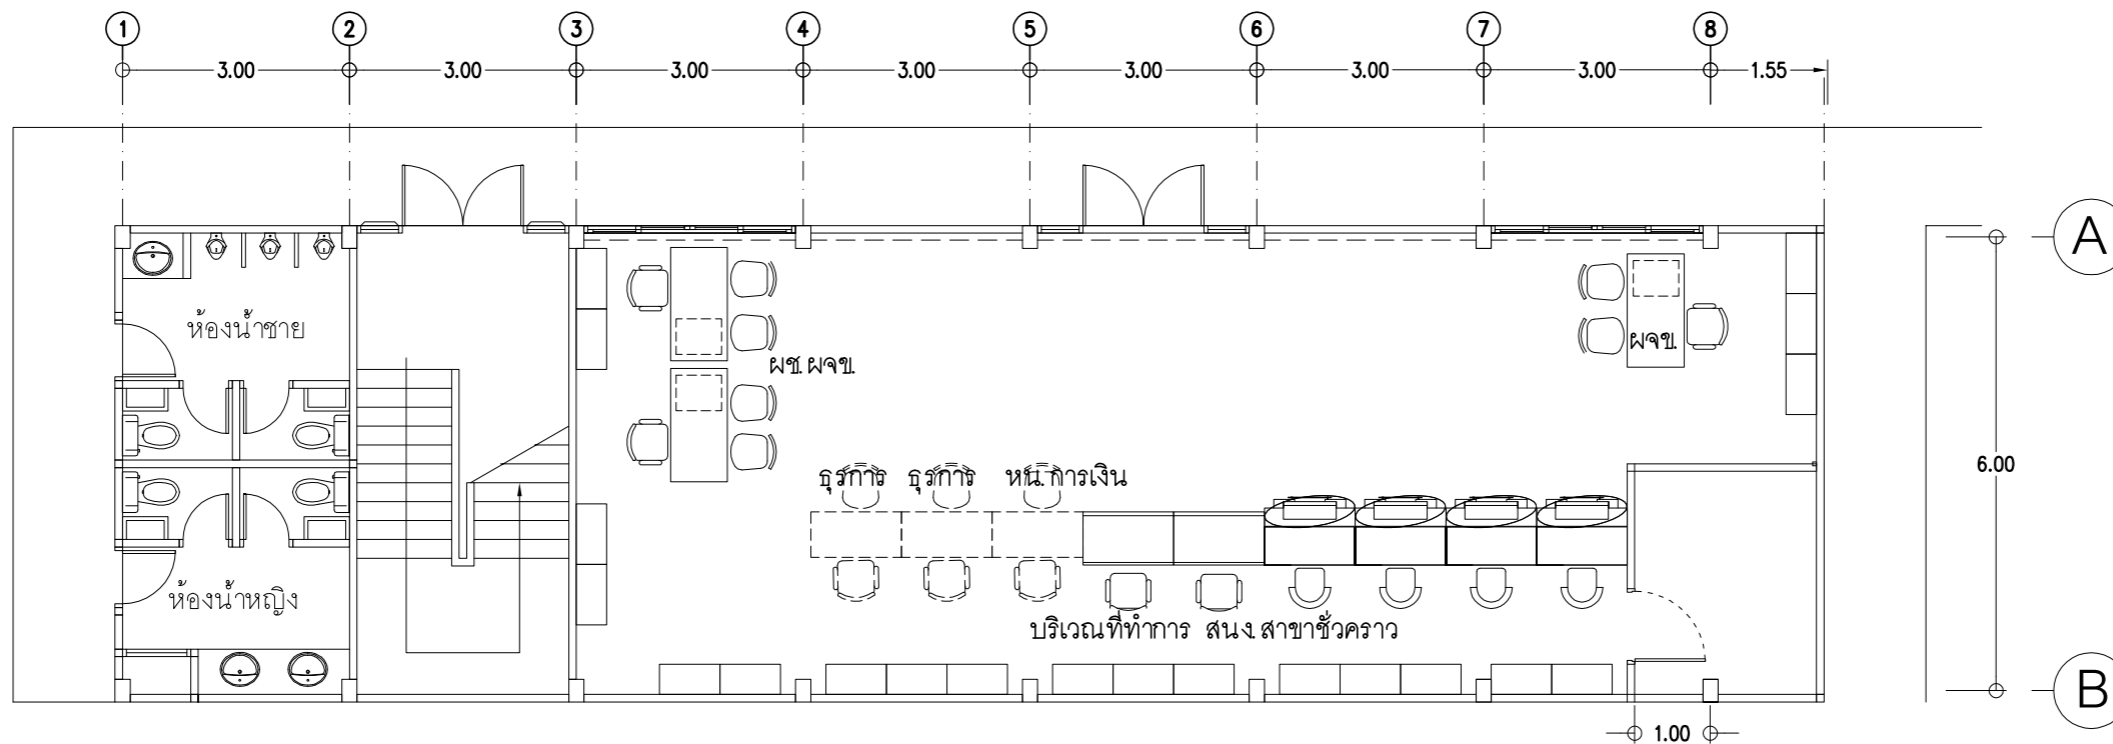 1 2 3 4 5 6 7 8
3.00 3.00 3.00 3.00 3.00 3.00 3.00 1.55
A
ห้องน้ำชาย
ผจข.
ผช.ผจข.
6.00
ธุรการ ธุรการ หน.การเงิน
ห้องน้ำหญิง
บริเวณที่ทำการ สนง.สาขาชั่วคราว
B
1.00